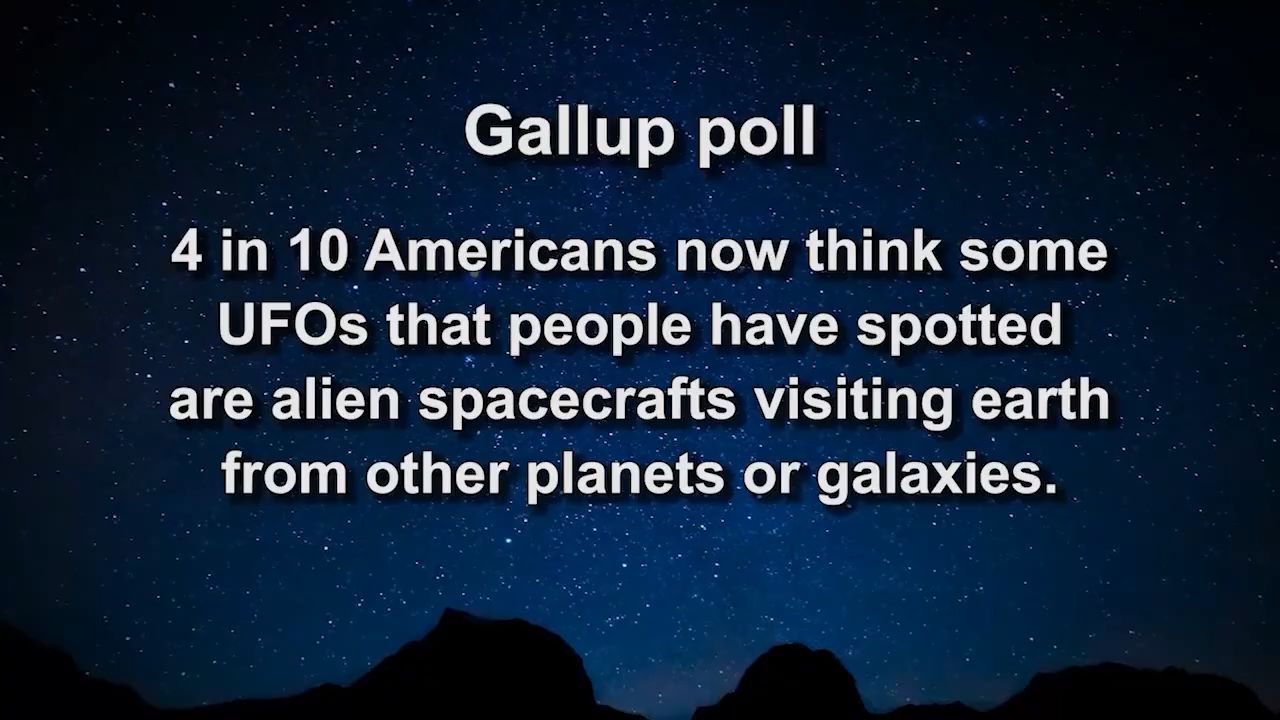 Gallup poll
4 in 10 Americans now think some
UFOs that people have spotted
are alien spacecrafts visiting earth
from other planets or galaxies.